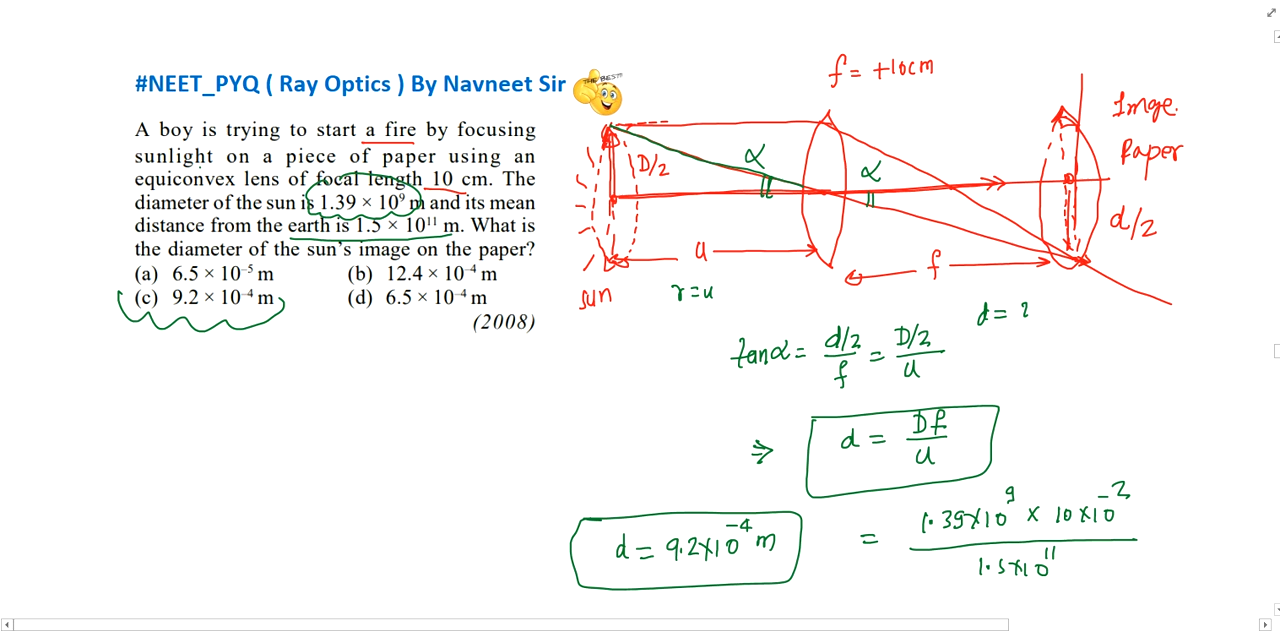 #NEET_PYQ ( Ray Optics ) By Navneet Sir
THE BEST!!
A boy is trying to start a fire by focusing
sunlight on a piece of paper using an
equiconvex lens of focal length 10 cm. The
diameter of the sun is 1.39 × 10⁹ m and its mean
distance from the earth is 1.5 × 10¹¹ m. What is
the diameter of the sun's image on the paper?
(a) 6.5 × 10⁻⁵ m (b) 12.4 × 10⁻⁴ m
(c) 9.2 × 10⁻⁴ m (d) 6.5 × 10⁻⁴ m
(2008)
f = +10cm
D/2
α
α
Image.
Paper
d/2
u
f
sun
r=u
d= ?
tanα = d/2 / f = D/2 / u
⇒ d = Df / u
= 1.39×10⁹ × 10×10⁻² / 1.5×10¹¹
d = 9.2×10⁻⁴ m